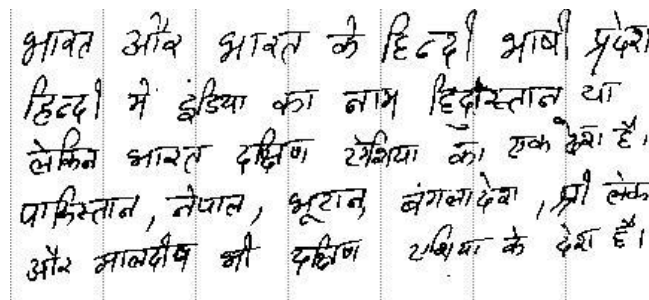 भारत और भारत के हिन्दी भाषी प्रदेश
हिन्दी में इंडिया का नाम हिंदुस्तान था
लेकिन भारत दक्षिण एशिया का एक देश है।
पाकिस्तान, नेपाल, भूटान, बंगलादेश, श्री लंक
और मालदीव भी दक्षिण एशिया के देश हैं।